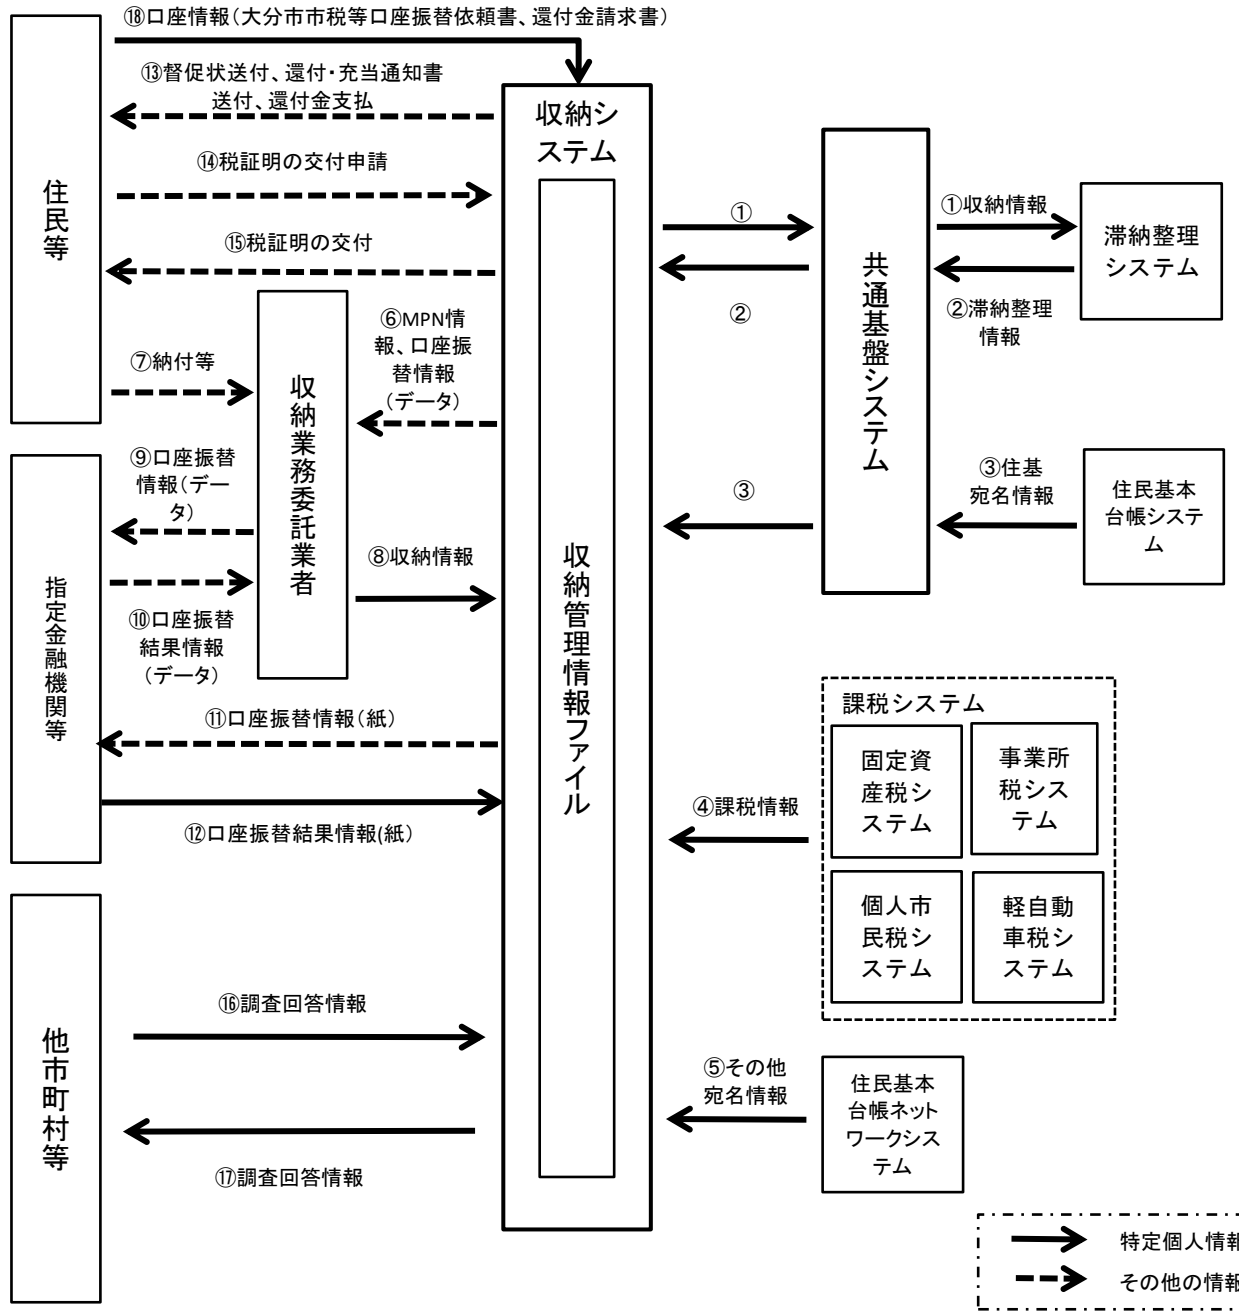 ⑱口座情報（大分市市税等口座振替依頼書、還付金請求書）
⑬督促状送付、還付・充当通知書
送付、還付金支払
⑭税証明の交付申請
⑮税証明の交付
住民等
⑦納付等
⑥MPN情
報、口座振
替情報
（データ）
収納業務委託業者
⑨口座振替
情報（デー
タ）
⑩口座振替
結果情報
（データ）
⑧収納情報
指定金融機関等
⑪口座振替情報（紙）
⑫口座振替結果情報(紙）
他市町村等
⑯調査回答情報
⑰調査回答情報
収納シ
ステム
収納管理情報ファイル
①
②
③
共通基盤システム
①収納情報
②滞納整理
情報
滞納整理
システム
③住基
宛名情報
住民基本
台帳システ
ム
④課税情報
課税システム
固定資
産税シ
ステム
事業所
税シス
テム
個人市
民税シ
ステム
軽自動
車税シ
ステム
⑤その他
宛名情報
住民基本
台帳ネット
ワークシス
テム
特定個人情報
その他の情報